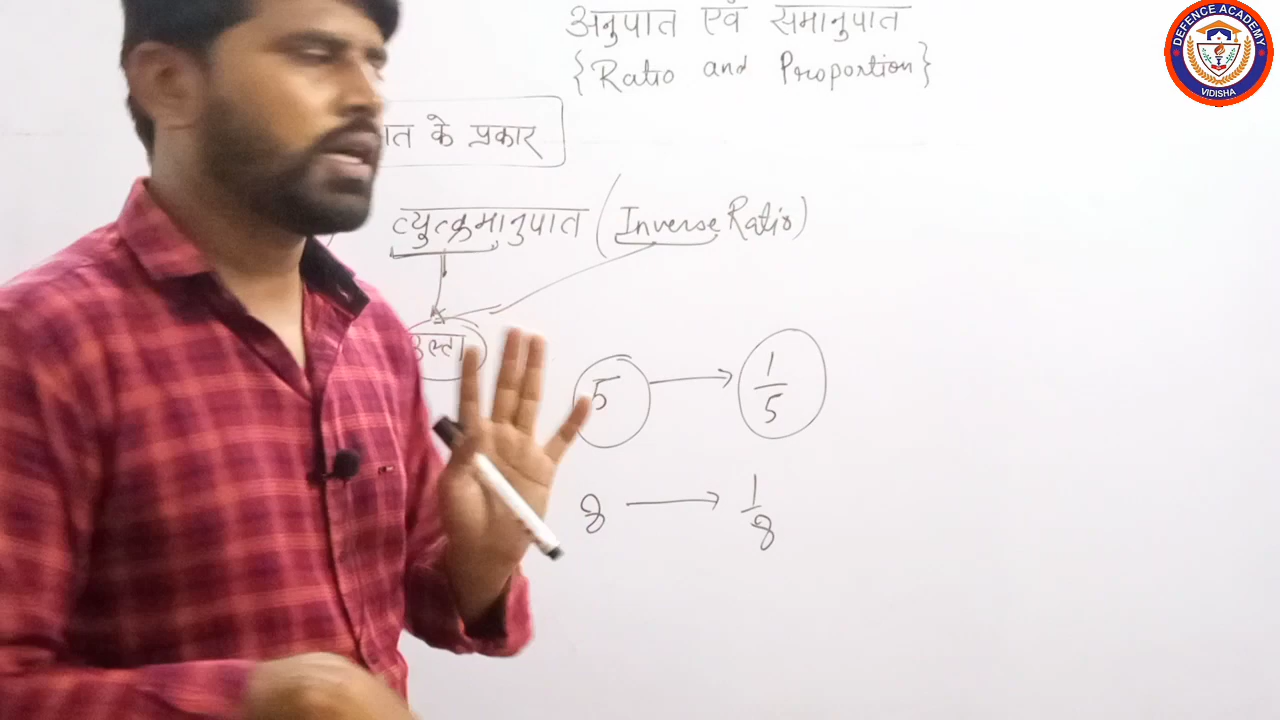 अनुपात एवं समानुपात
{Ratio and Proportion}
के प्रकार
व्युत्क्रमानुपात (Inverse Ratio)
उल्टा
5 → 1/5
8 → 1/8
DEFENCE ACADEMY
VIDISHA